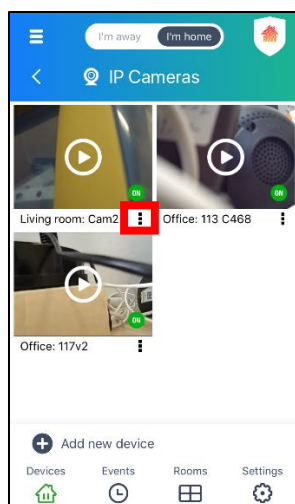 I'm away I'm home
IP Cameras
ON ON
Living room: Cam2 Office: 113 C468
ON
Office: 117v2
Add new device
Devices Events Rooms Settings